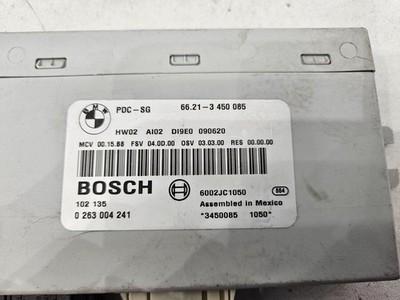 BMW
PDC-SG 66.21-3 450 085
HW02 AI02 DI9E0 090620
MCV 00.15.88 FSV 04.00.00 OSV 03.03.00 RES 00.00.00
BOSCH 6002JC1050 864
102 135 Assembled in Mexico
0 263 004 241 *3450085 1050*